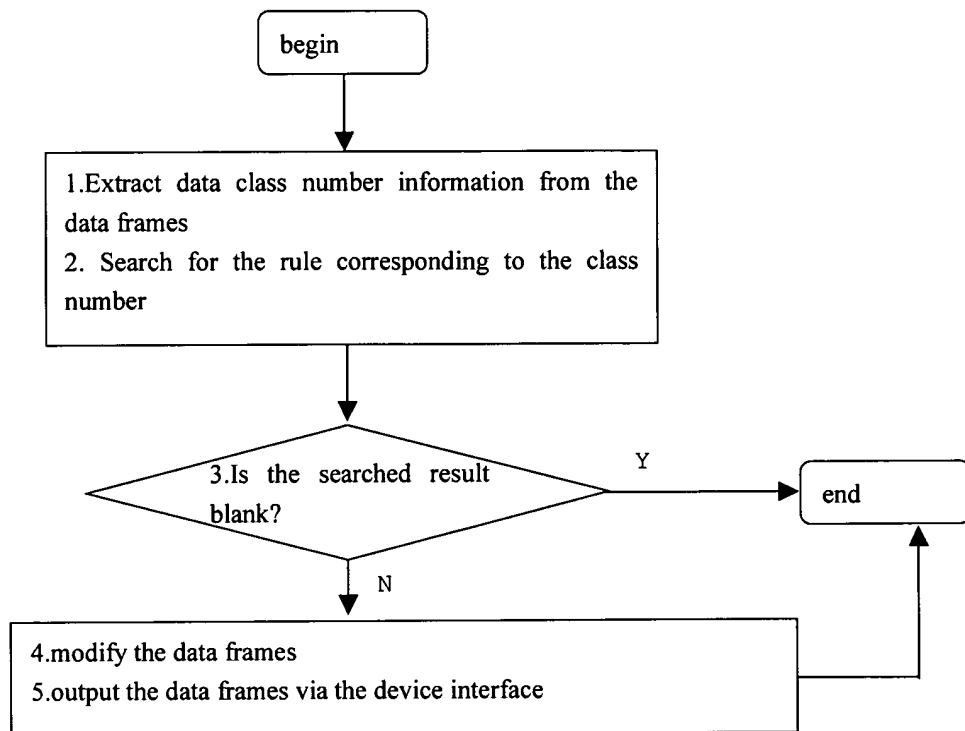 begin
1.Extract data class number information from the
data frames
2. Search for the rule corresponding to the class
number
3.Is the searched result
blank?
Y
end
N
4.modify the data frames
5.output the data frames via the device interface